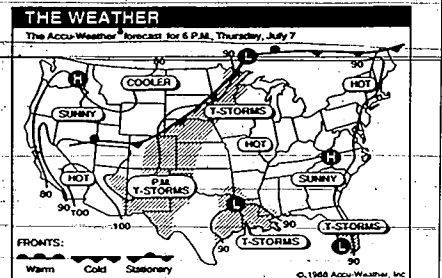 THE WEATHER
The Accu-Weather® forecast for 6 P.M., Thursday, July 7
80
90
L
90
H
COOLER
HOT
SUNNY
T-STORMS
HOT
H
HOT
P.M.
T-STORMS
SUNNY
80
90
100
100
L
90
T-STORMS
90
T-STORMS
L
90
FRONTS:
Warm Cold Stationary
© 1988 Accu-Weather, Inc